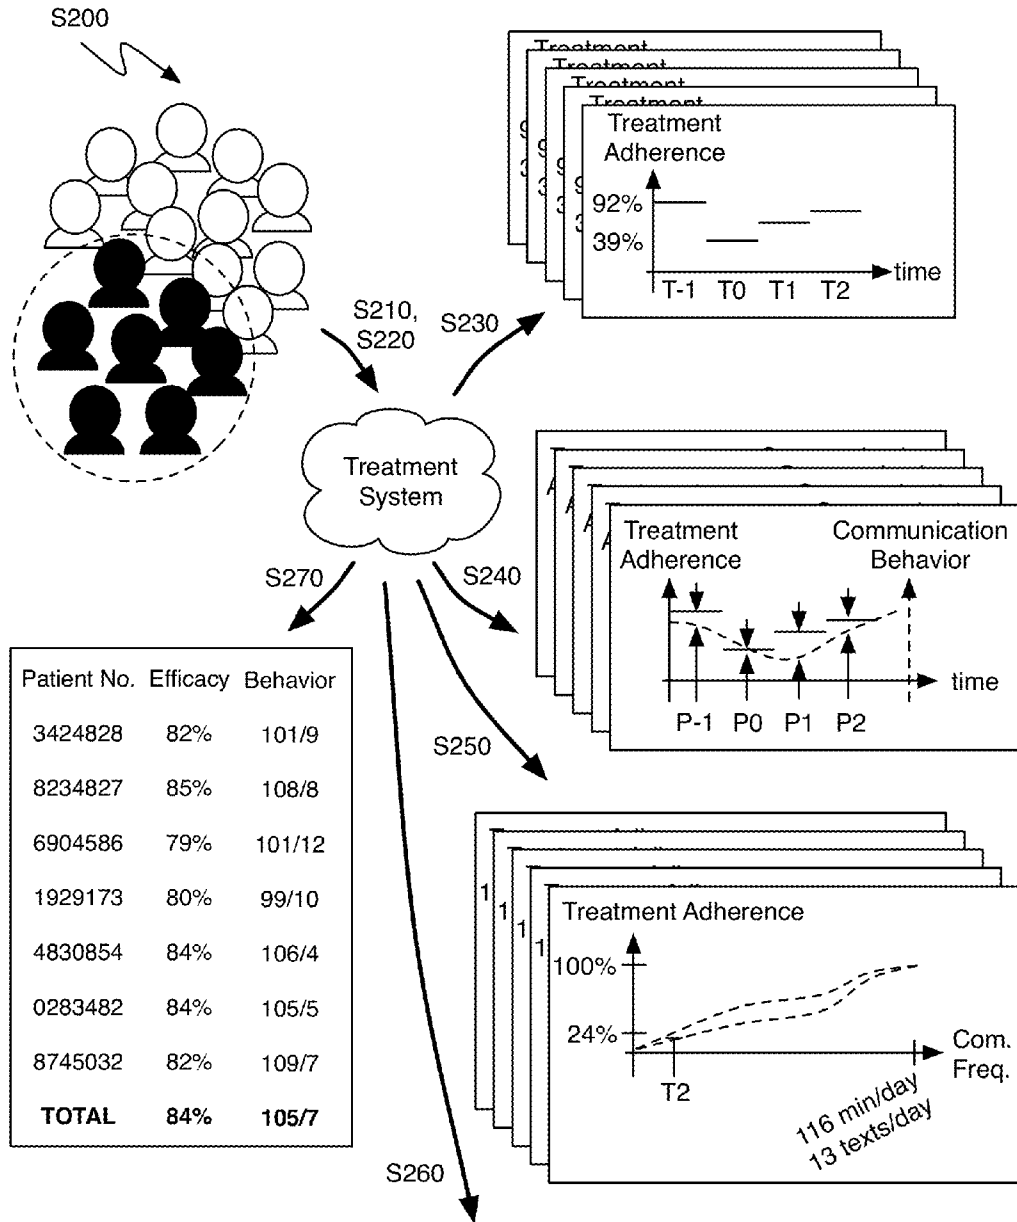 S200
Treatment
Treatment
Treatment
Treatment
Treatment
Adherence
92%
39%
time
T-1 T0 T1 T2
S210,
S220
S230
Treatment
System
S270
S240
Treatment
Adherence
Communication
Behavior
time
P-1 P0 P1 P2
S250
Patient No. Efficacy Behavior
3424828 82% 101/9
8234827 85% 108/8
6904586 79% 101/12
1929173 80% 99/10
4830854 84% 106/4
0283482 84% 105/5
8745032 82% 109/7
TOTAL 84% 105/7
Treatment Adherence
100%
24%
Com.
Freq.
T2
116 min/day
13 texts/day
S260